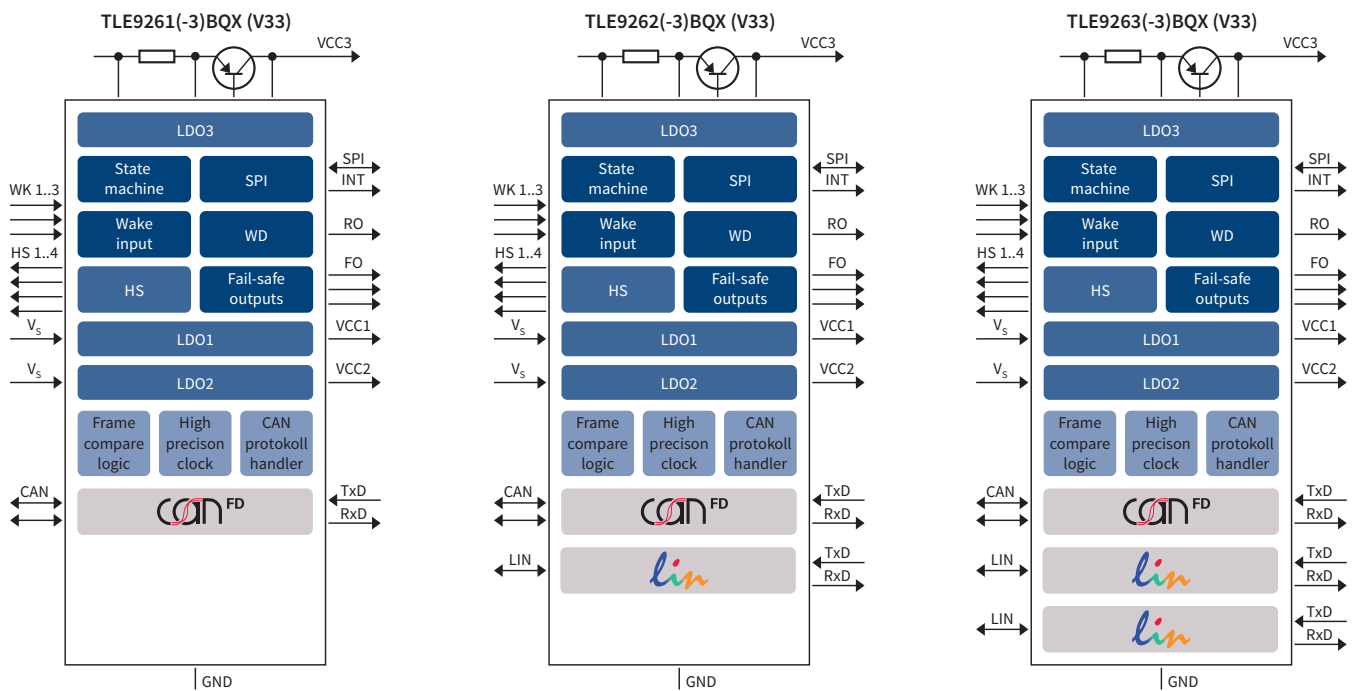 TLE9261(-3)BQX (V33)
VCC3
LDO3
State
machine
SPI
SPI
INT
WK 1..3
Wake
input
WD
RO
HS 1..4
HS
Fail-safe
outputs
FO
VS
LDO1
VCC1
VS
LDO2
VCC2
Frame
compare
logic
High
precison
clock
CAN
protokoll
handler
CAN
CAN FD
TxD
RxD
GND
TLE9262(-3)BQX (V33)
VCC3
LDO3
State
machine
SPI
SPI
INT
WK 1..3
Wake
input
WD
RO
HS 1..4
HS
Fail-safe
outputs
FO
VS
LDO1
VCC1
VS
LDO2
VCC2
Frame
compare
logic
High
precison
clock
CAN
protokoll
handler
CAN
CAN FD
TxD
RxD
LIN
lin
TxD
RxD
GND
TLE9263(-3)BQX (V33)
VCC3
LDO3
State
machine
SPI
SPI
INT
WK 1..3
Wake
input
WD
RO
HS 1..4
HS
Fail-safe
outputs
FO
VS
LDO1
VCC1
VS
LDO2
VCC2
Frame
compare
logic
High
precison
clock
CAN
protokoll
handler
CAN
CAN FD
TxD
RxD
LIN
lin
TxD
RxD
LIN
lin
TxD
RxD
GND